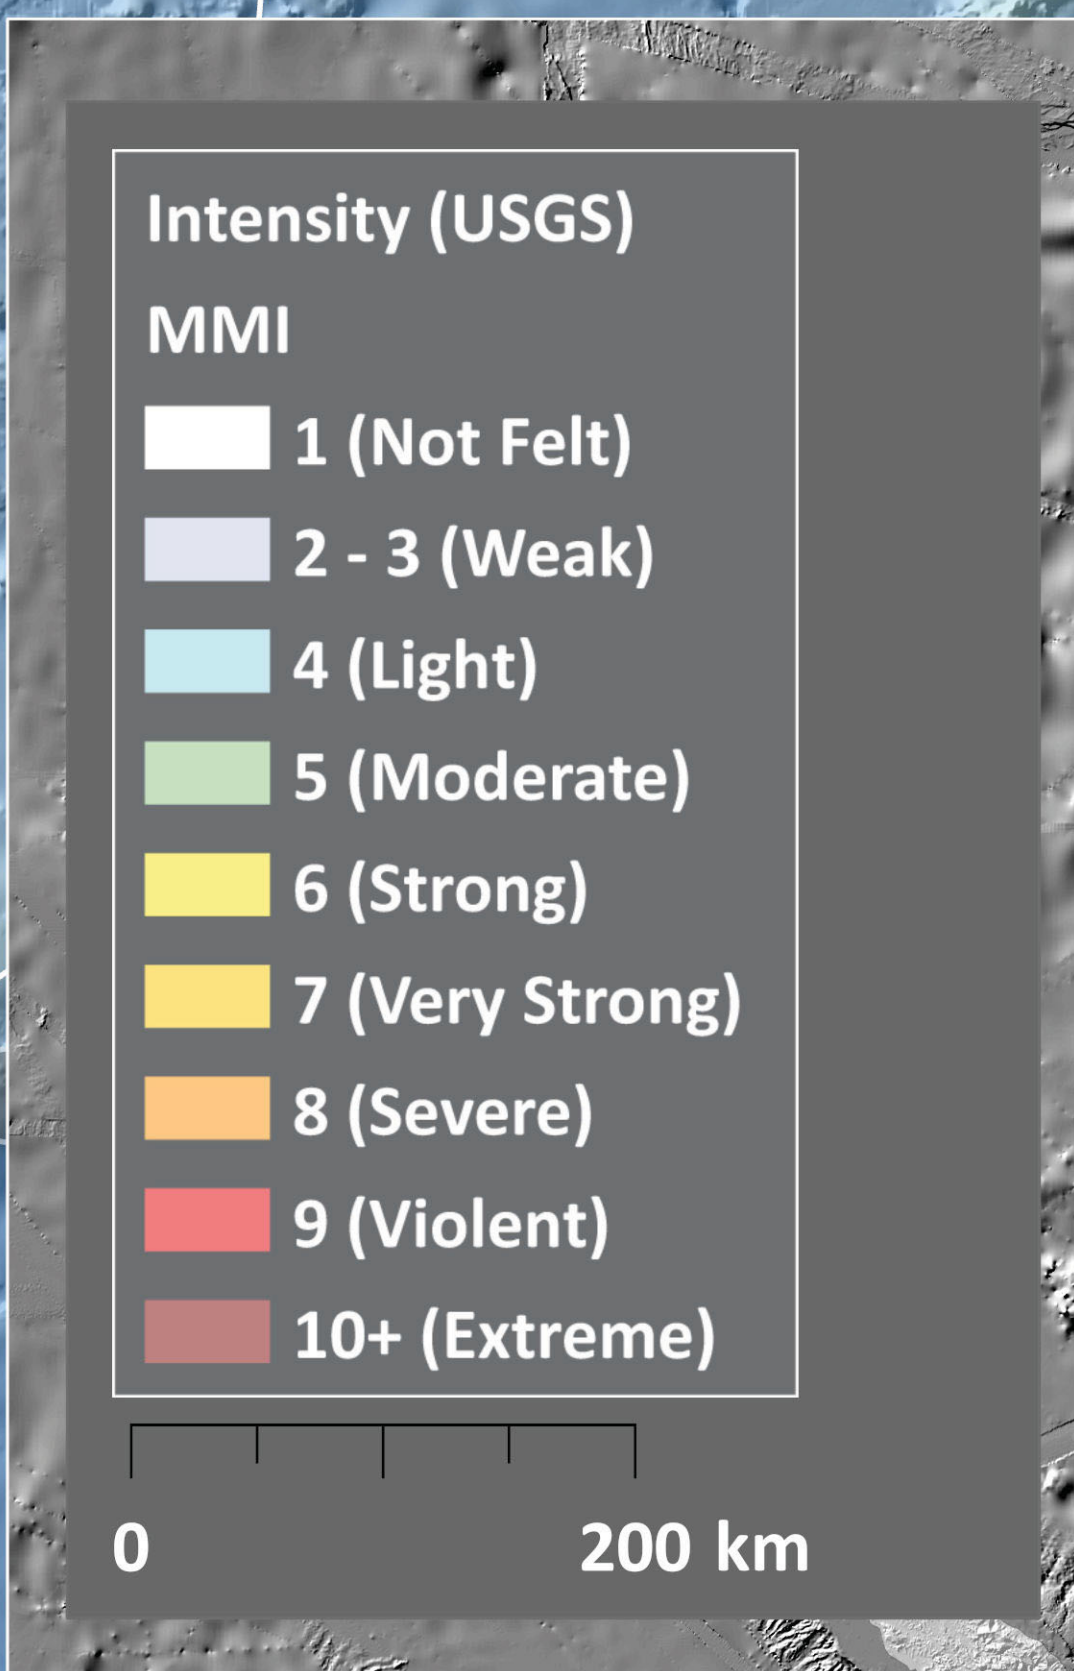 Intensity (USGS)
MMI
1 (Not Felt)
2 - 3 (Weak)
4 (Light)
5 (Moderate)
6 (Strong)
7 (Very Strong)
8 (Severe)
9 (Violent)
10+ (Extreme)
0 200 km